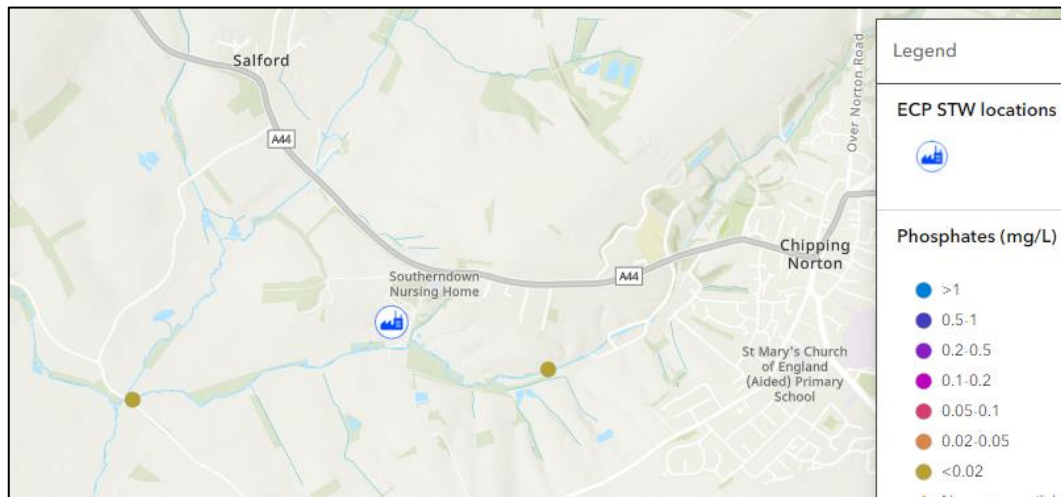 Salford
A44
Over Norton Road
Southerndown
Nursing Home
A44
Chipping
Norton
St Mary's Church
of England
(Aided) Primary
School
Legend
ECP STW locations
Phosphates (mg/L)
>1
0.5-1
0.2-0.5
0.1-0.2
0.05-0.1
0.02-0.05
<0.02